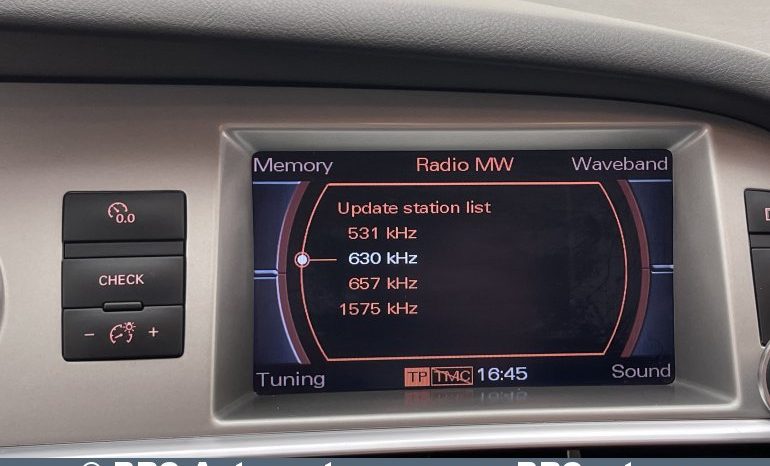 Memory Radio MW Waveband
Update station list
531 kHz
630 kHz
657 kHz
1575 kHz
Tuning TP TMC 16:45 Sound
0.0
CHECK
- +